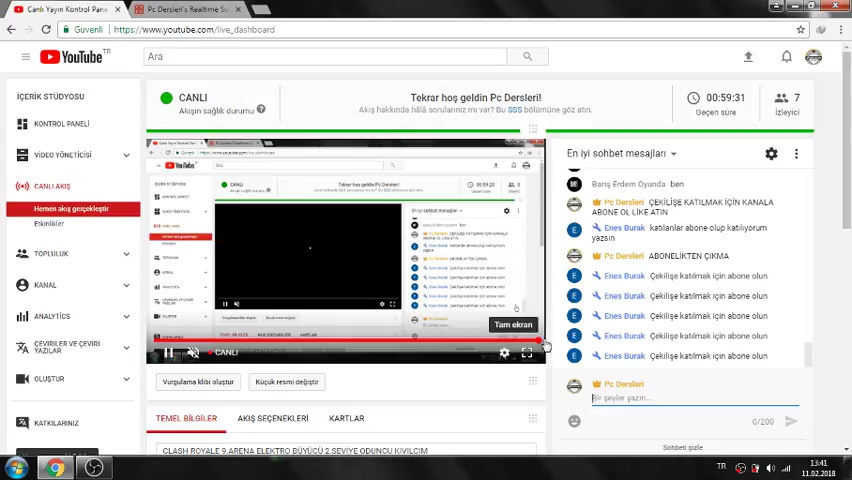 Canlı Yayın Kontrol Pane
Pc Dersleri's Realtime Su
Güvenli
https://www.youtube.com/live_dashboard
YouTube TR
Ara
İÇERİK STÜDYOSU
KONTROL PANELİ
VİDEO YÖNETİCİSİ
CANLI AKIŞ
Hemen akış gerçekleştir
Etkinlikler
TOPLULUK
KANAL
ANALYTICS
ÇEVİRİLER VE ÇEVRİ
YAZILAR
OLUŞTUR
KATKILARINIZ
CANLI
Akışın sağlık durumu
Tekrar hoş geldin Pc Dersleri!
Akış hakkında hâlâ sorularınız mı var? Bu SSS bölümüne göz atın.
00:59:31
Geçen süre
7
İzleyici
Tam ekran
CANLI
Vurgulama klibi oluştur
Küçük resmi değiştir
TEMEL BİLGİLER
AKIŞ SEÇENEKLERİ
KARTLAR
CLASH ROYALE 9.ARENA ELEKTRO BÜYÜCÜ 2.SEVİYE ODUNCU KIVILCIM
En iyi sohbet mesajları
Barış Erdem Oyunda ben
Pc Dersleri ÇEKİLİŞE KATILMAK İÇİN KANALA
ABONE OL LİKE ATIN
Enes Burak katılanlar abone olup katılıyorum
yazsın
Pc Dersleri ABONELİKTEN ÇIKMA
Enes Burak Çekilişe katılmak için abone olun
Enes Burak Çekilişe katılmak için abone olun
Enes Burak Çekilişe katılmak için abone olun
Enes Burak Çekilişe katılmak için abone olun
Enes Burak Çekilişe katılmak için abone olun
Pc Dersleri
Bir şeyler yazın...
0/200
Sohbeti gizle
TR
13:41
11.02.2018